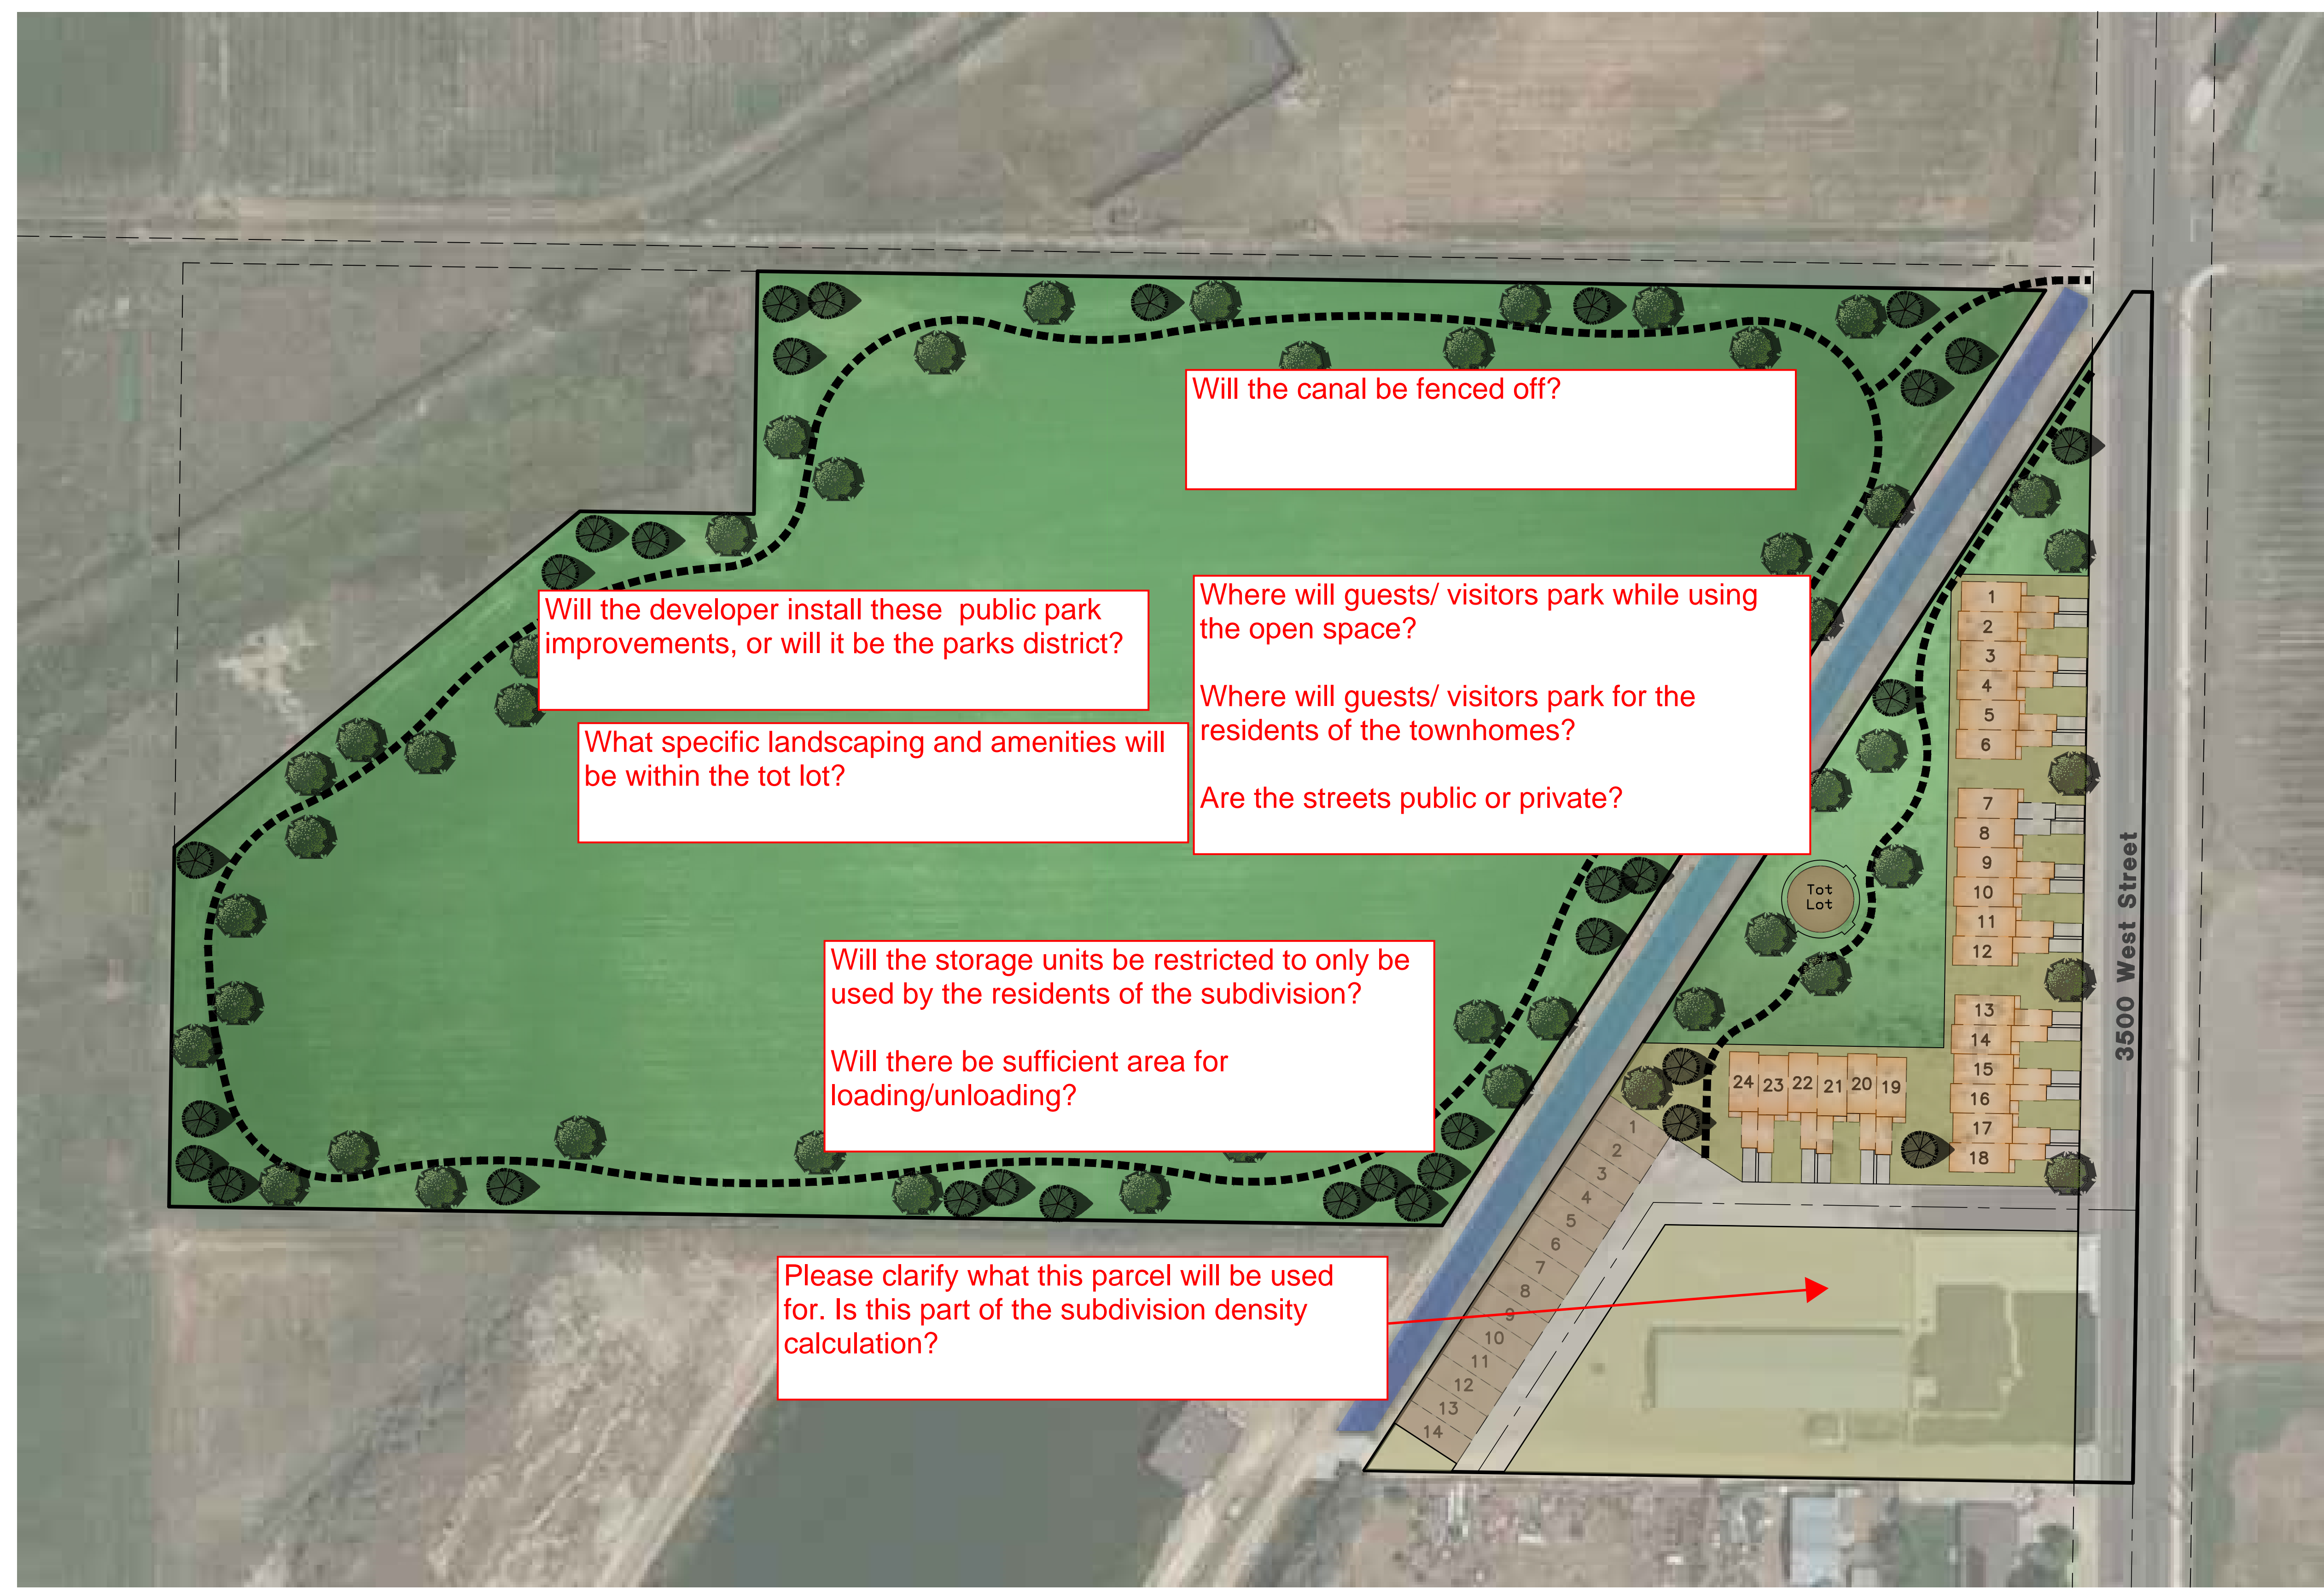 Will the canal be fenced off?
Will the developer install these  public park
improvements, or will it be the parks district?
Where will guests/ visitors park while using
the open space?
Where will guests/ visitors park for the
residents of the townhomes?
Are the streets public or private?
What specific landscaping and amenities will
be within the tot lot?
1
2
3
4
5
6
7
8
9
10
11
12
13
14
15
16
17
18
Tot
Lot
3500 West Street
Will the storage units be restricted to only be
used by the residents of the subdivision?
Will there be sufficient area for
loading/unloading?
24 23 22 21 20 19
1
2
3
4
5
6
7
8
9
10
11
12
13
14
Please clarify what this parcel will be used
for. Is this part of the subdivision density
calculation?